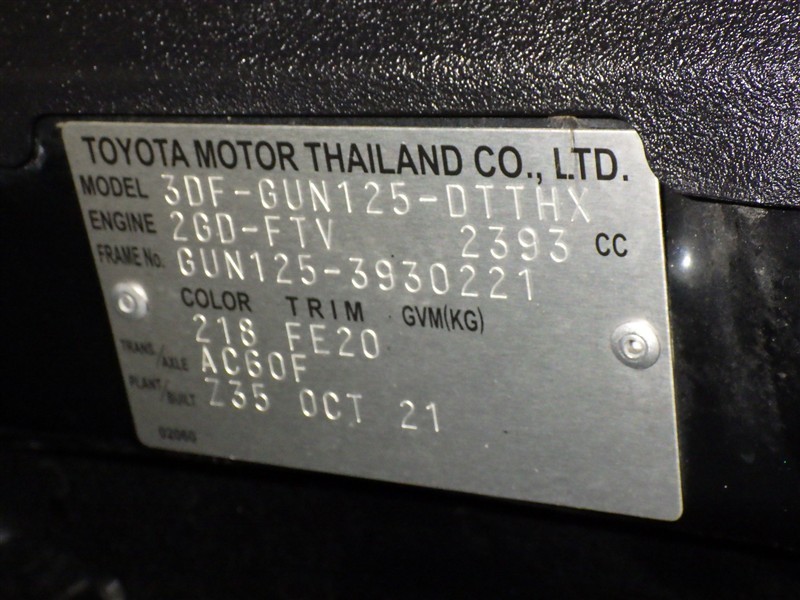 TOYOTA MOTOR THAILAND CO., LTD.
MODEL 3DF-GUN125-DTTHX
ENGINE 2GD-FTV 2393 CC
FRAME No. GUN125-3930221
COLOR TRIM GVM(KG)
218 FE20
TRANS./AXLE AC60F
PLANT/BUILT Z35 OCT 21
02060